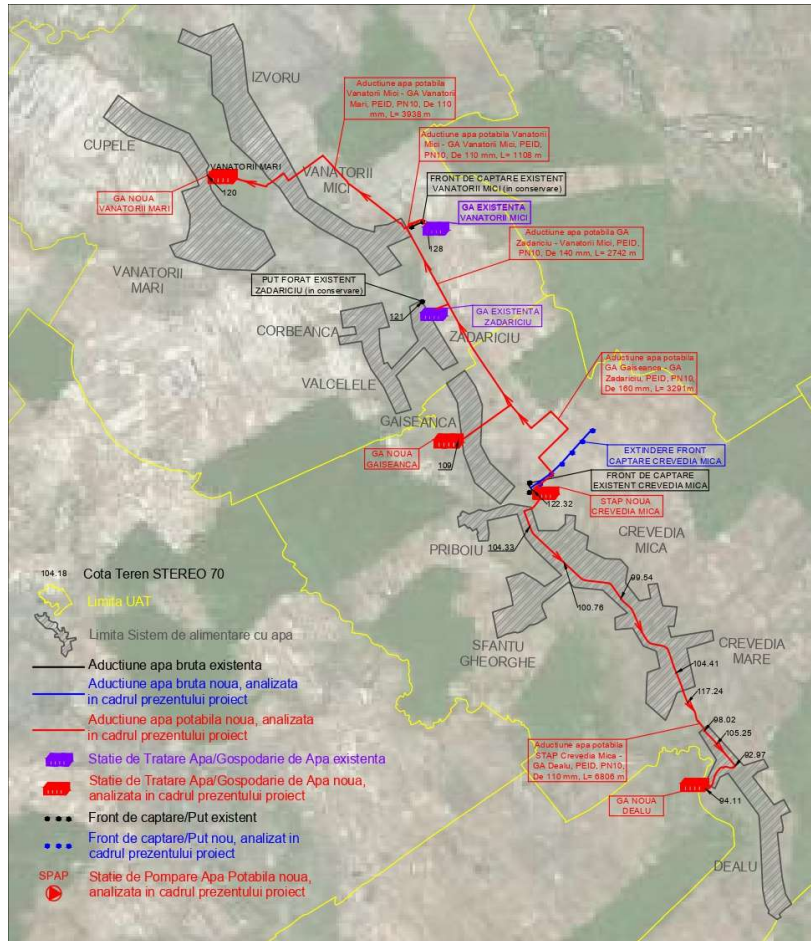 IZVORU
Aductiune apa potabila
Vanatorii Mici - GA Vanatorii
Mari, PEID, PN10, De 110
mm, L= 3938 m
CUPELE
Aductiune apa potabila Vanatorii
Mici - GA Vanatorii Mici, PEID,
PN10, De 110 mm, L= 1108 m
VANATORII MARI
VANATORII
MICI
FRONT DE CAPTARE EXISTENT
VANATORII MICI (in conservare)
GA NOUA
VANATORII MARI
120
GA EXISTENTA
VANATORII MICI
128
Aductiune apa potabila GA
Zadariciu - Vanatorii Mici, PEID,
PN10, De 140 mm, L= 2742 m
VANATORII
MARI
PUT FORAT EXISTENT
ZADARICIU (in conservare)
121
GA EXISTENTA
ZADARICIU
CORBEANCA
ZADARICIU
VALCELELE
Aductiune apa potabila
GA Gaiseanca - GA
Zadariciu, PEID, PN10,
De 160 mm, L= 3291m
GAISEANCA
GA NOUA
GAISEANCA
109
EXTINDERE FRONT
CAPTARE CREVEDIA MICA
FRONT DE CAPTARE
EXISTENT CREVEDIA MICA
STAP NOUA
CREVEDIA MICA
122.32
PRIBOIU
104.33
CREVEDIA
MICA
99.54
100.76
SFANTU
GHEORGHE
CREVEDIA
MARE
104.41
117.24
98.02
105.25
92.97
Aductiune apa potabila
STAP Crevedia Mica -
GA Dealu, PEID, PN10,
De 110 mm, L= 6806 m
GA NOUA
DEALU
94.11
DEALU
104.18 Cota Teren STEREO 70
Limita UAT
Limita Sistem de alimentare cu apa
Aductiune apa bruta existenta
Aductiune apa bruta noua, analizata
in cadrul prezentului proiect
Aductiune apa potabila noua, analizata
in cadrul prezentului proiect
Statie de Tratare Apa/Gospodarie de Apa existenta
Statie de Tratare Apa/Gospodarie de Apa noua,
analizata in cadrul prezentului proiect
Front de captare/Put existent
Front de captare/Put nou, analizat in
cadrul prezentului proiect
SPAP Statie de Pompare Apa Potabila noua,
analizata in cadrul prezentului proiect